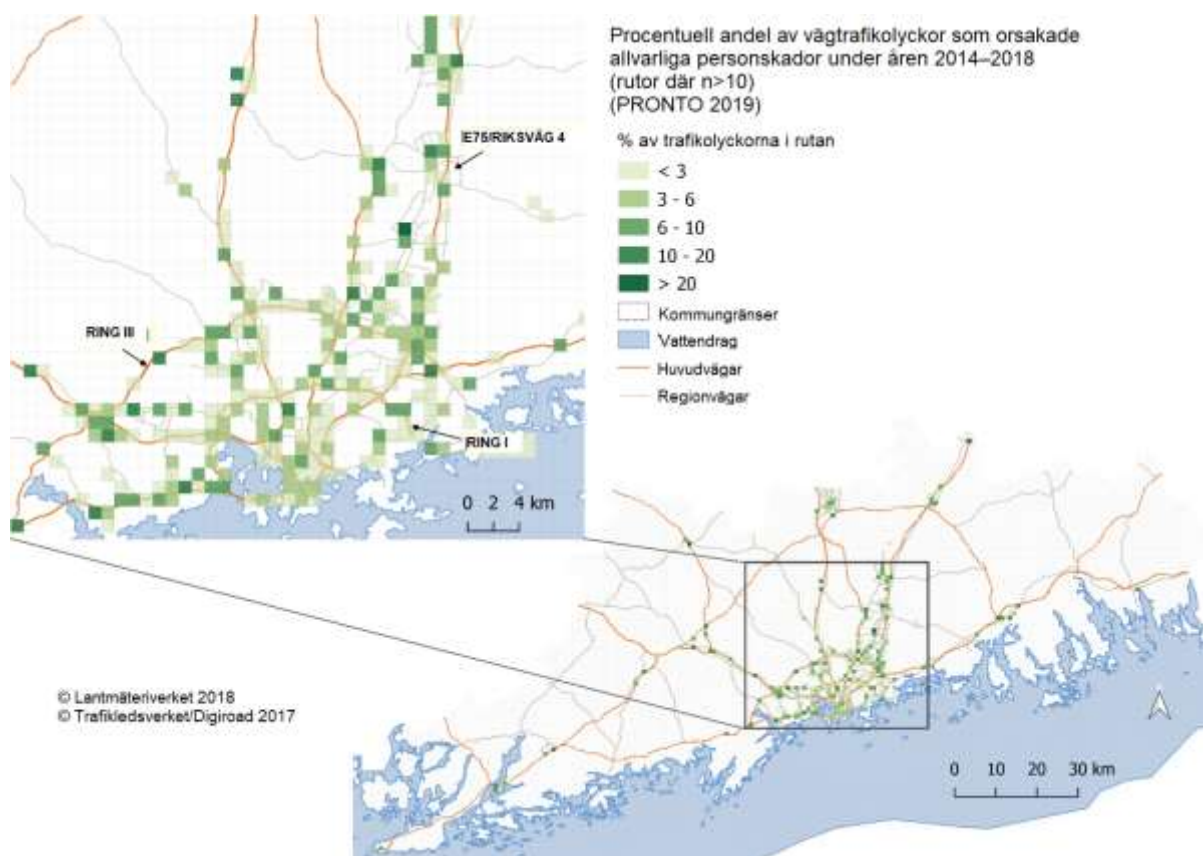 Procentuell andel av vägtrafikolyckor som orsakade
allvarliga personskador under åren 2014–2018
(rutor där n>10)
(PRONTO 2019)
% av trafikolyckorna i rutan
< 3
3 - 6
6 - 10
10 - 20
> 20
Kommungränser
Vattendrag
Huvudvägar
Regionvägar
E75/RIKSVÄG 4
RING III
RING I
0 2 4 km
© Lantmäteriverket 2018
© Trafikledsverket/Digiroad 2017
0 10 20 30 km